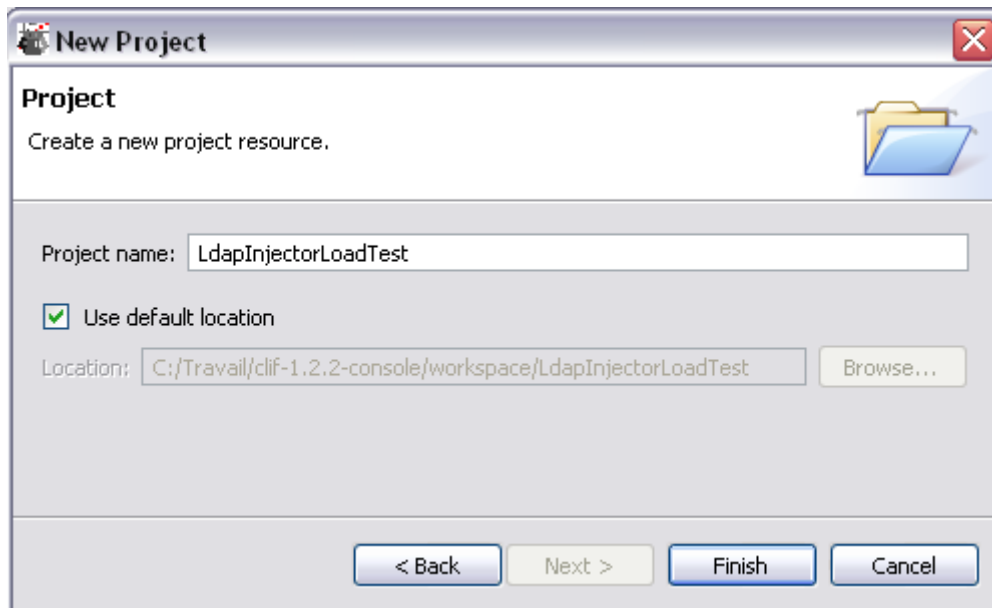 New Project
Project
Create a new project resource.
Project name: LdapInjectorLoadTest
Use default location
Location: C:/Travail/clif-1.2.2-console/workspace/LdapInjectorLoadTest Browse...
< Back Next > Finish Cancel